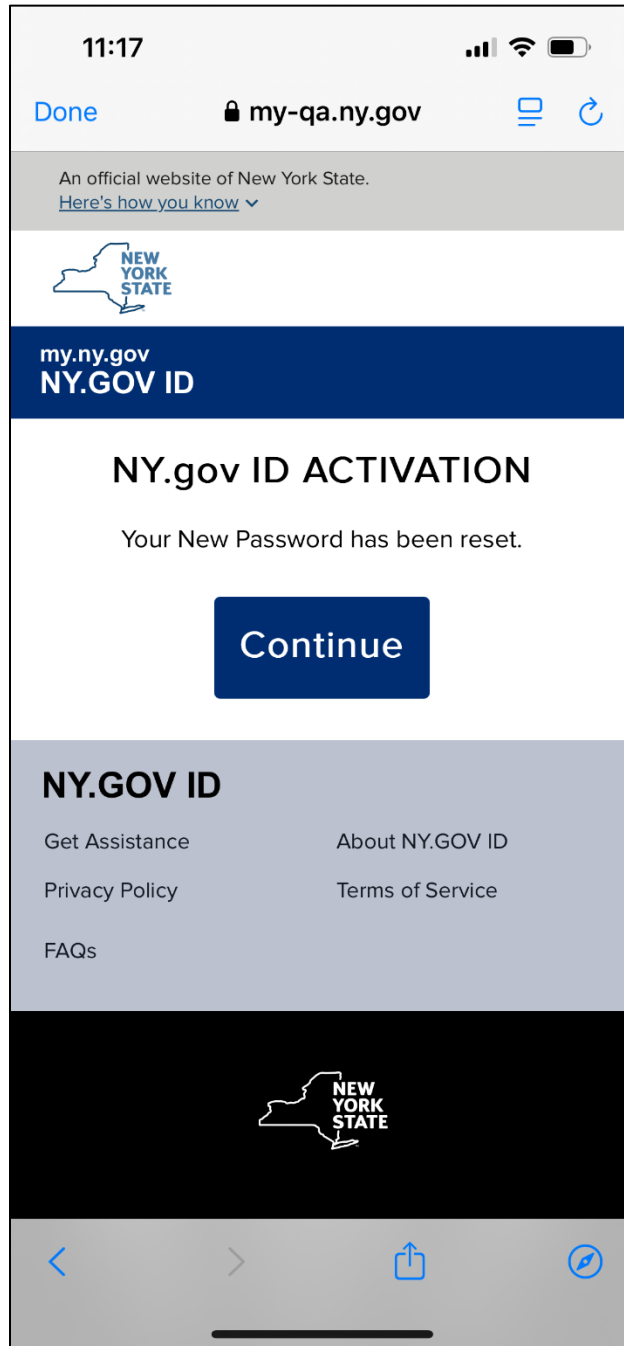 11:17
Done my-qa.ny.gov
An official website of New York State.
Here's how you know
NEW
YORK
STATE
my.ny.gov
NY.GOV ID
NY.gov ID ACTIVATION
Your New Password has been reset.
Continue
NY.GOV ID
Get Assistance About NY.GOV ID
Privacy Policy Terms of Service
FAQs
NEW
YORK
STATE